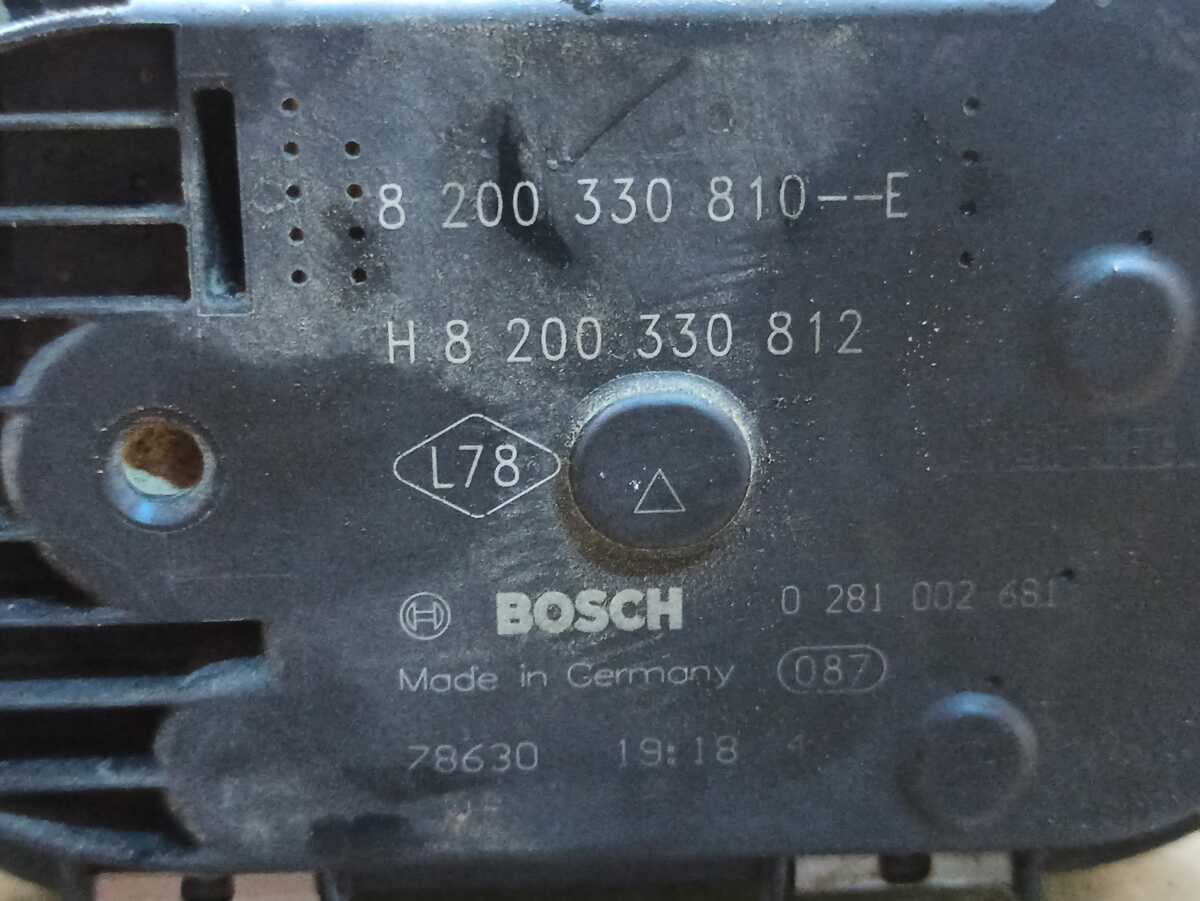 8 200 330 810--E
H 8 200 330 812
L78
BOSCH 0 281 002 681
Made in Germany 087
78630 19:18 4